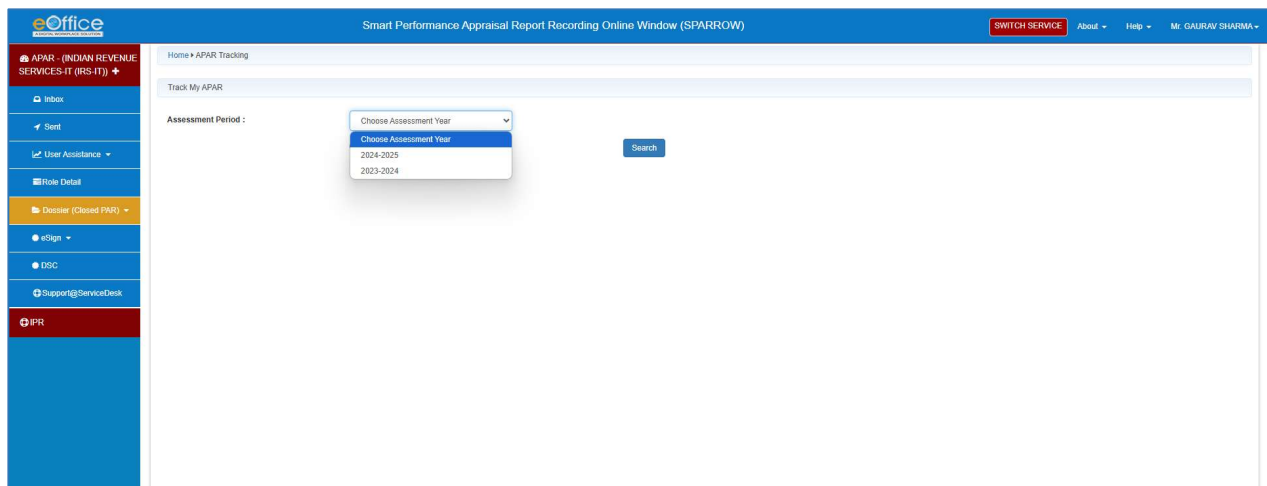 eOffice
A DIGITAL WORKPLACE SOLUTION
Smart Performance Appraisal Report Recording Online Window (SPARROW)
SWITCH SERVICE About Help Mr. GAURAV SHARMA
APAR - (INDIAN REVENUE
SERVICES-IT (IRS-IT))
Inbox
Sent
User Assistance
Role Detail
Dossier (Closed PAR)
eSign
DSC
Support@ServiceDesk
IPR
Home APAR Tracking
Track My APAR
Assessment Period :
Choose Assessment Year
Choose Assessment Year
2024-2025
2023-2024
Search